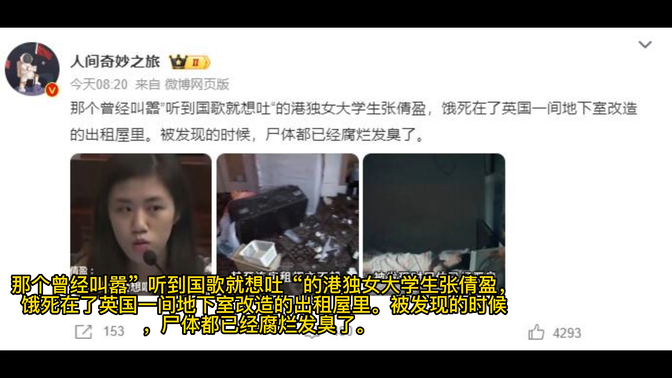 人间奇妙之旅 II
今天08:20 来自 微博网页版
那个曾经叫嚣"听到国歌就想吐"的港独女大学生张倩盈，饿死在了英国一间地下室改造
的出租屋里。被发现的时候，尸体都已经腐烂发臭了。
那个曾经叫嚣”听到国歌就想吐“的港独女大学生张倩盈，
饿死在了英国一间地下室改造的出租屋里。被发现的时候
，尸体都已经腐烂发臭了。
153
4293